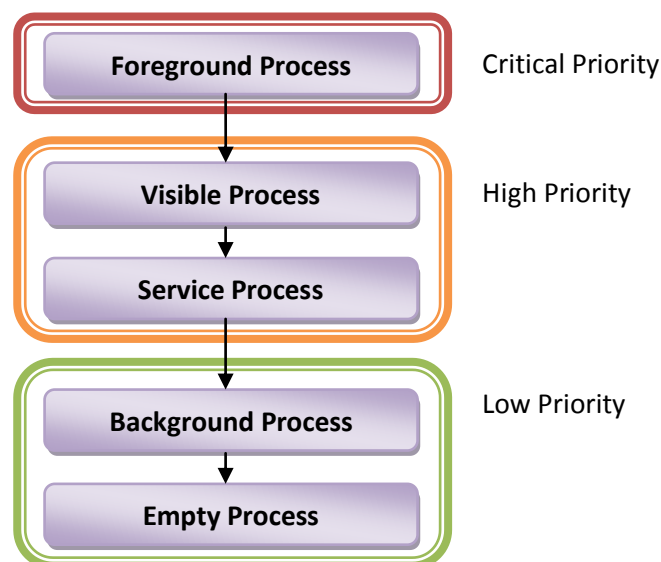 Foreground Process
Critical Priority
Visible Process
High Priority
Service Process
Background Process
Low Priority
Empty Process